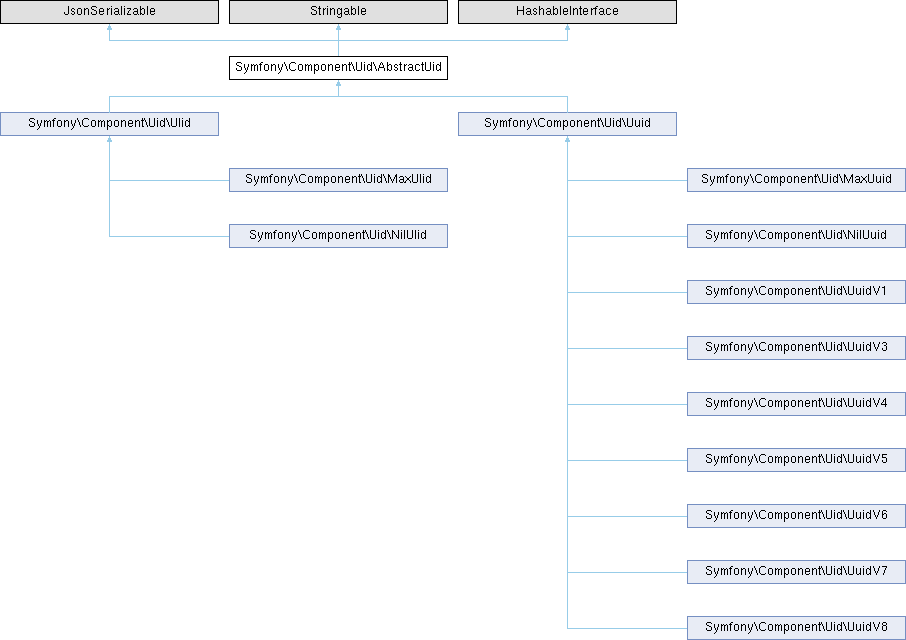 JsonSerializable
Stringable
HashableInterface
Symfony\Component\Uid\AbstractUid
Symfony\Component\Uid\Ulid
Symfony\Component\Uid\Uuid
Symfony\Component\Uid\MaxUlid
Symfony\Component\Uid\MaxUuid
Symfony\Component\Uid\NilUlid
Symfony\Component\Uid\NilUuid
Symfony\Component\Uid\UuidV1
Symfony\Component\Uid\UuidV3
Symfony\Component\Uid\UuidV4
Symfony\Component\Uid\UuidV5
Symfony\Component\Uid\UuidV6
Symfony\Component\Uid\UuidV7
Symfony\Component\Uid\UuidV8